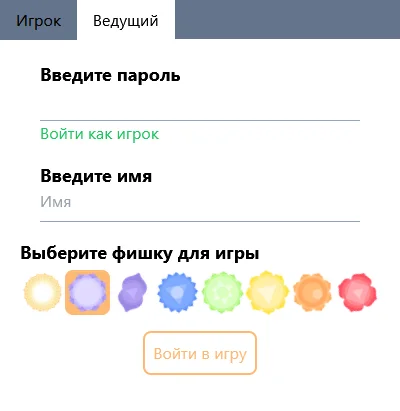 Игрок Ведущий
Введите пароль
Войти как игрок
Введите имя
Имя
Выберите фишку для игры
Войти в игру